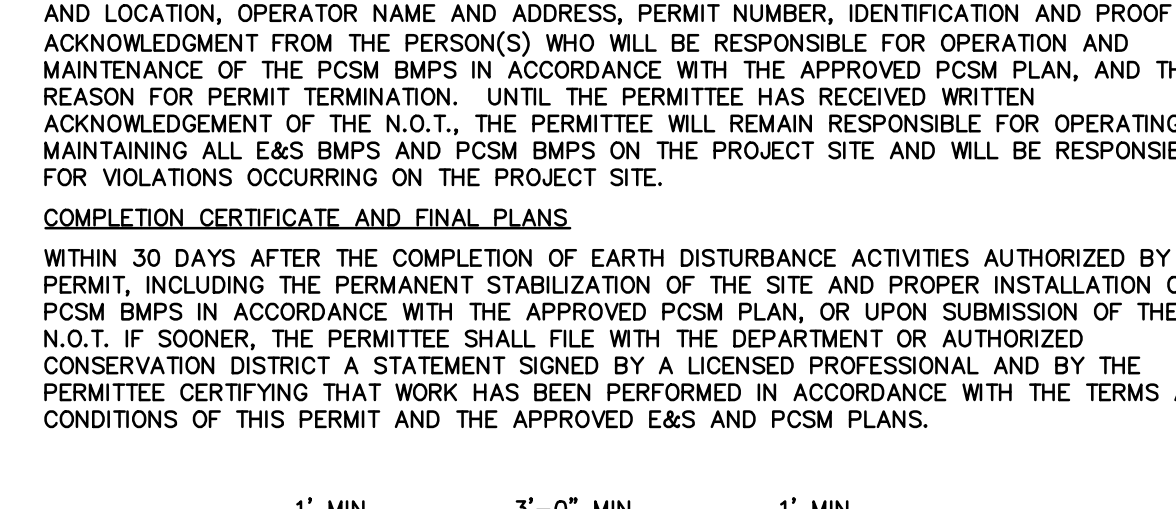 AND LOCATION, OPERATOR NAME AND ADDRESS, PERMIT NUMBER, IDENTIFICATION AND PROOF
ACKNOWLEDGMENT FROM THE PERSON(S) WHO WILL BE RESPONSIBLE FOR OPERATION AND
MAINTENANCE OF THE PCSM BMPS IN ACCORDANCE WITH THE APPROVED PCSM PLAN, AND
REASON FOR PERMIT TERMINATION. UNTIL THE PERMITTEE HAS RECEIVED WRITTEN
ACKNOWLEDGEMENT OF THE N.O.T., THE PERMITTEE WILL REMAIN RESPONSIBLE FOR OPERATING
MAINTAINING ALL E&S BMPS AND PCSM BMPS ON THE PROJECT SITE AND WILL BE
FOR VIOLATIONS OCCURRING ON THE PROJECT SITE.
COMPLETION CERTIFICATE AND FINAL PLANS
WITHIN 30 DAYS AFTER THE COMPLETION OF EARTH DISTURBANCE ACTIVITIES AUTHORIZED BY
PERMIT, INCLUDING THE PERMANENT STABILIZATION OF THE SITE AND PROPER INSTALLATION
PCSM BMPS IN ACCORDANCE WITH THE APPROVED PCSM PLAN, OR UPON SUBMISSION OF THE
N.O.T. IF SOONER, THE PERMITTEE SHALL FILE WITH THE DEPARTMENT OR AUTHORIZED
CONSERVATION DISTRICT A STATEMENT SIGNED BY A LICENSED PROFESSIONAL AND BY THE
PERMITTEE CERTIFYING THAT WORK HAS BEEN PERFORMED IN ACCORDANCE WITH THE TERMS
CONDITIONS OF THIS PERMIT AND THE APPROVED E&S AND PCSM PLANS.
1' MIN 3'-0" MIN 1' MIN